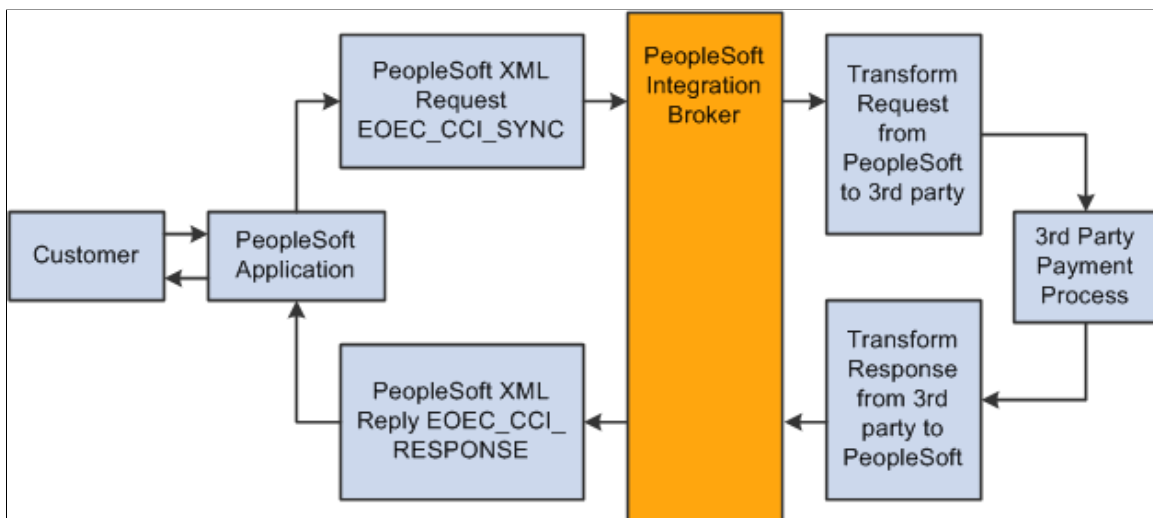 Customer
PeopleSoft
Application
PeopleSoft XML
Request
EOEC_CCI_SYNC
PeopleSoft
Integration
Broker
Transform
Request
from
PeopleSoft
to 3rd party
3rd Party
Payment
Process
Transform
Response
from 3rd
party to
PeopleSoft
PeopleSoft XML
Reply EOEC_CCI_
RESPONSE